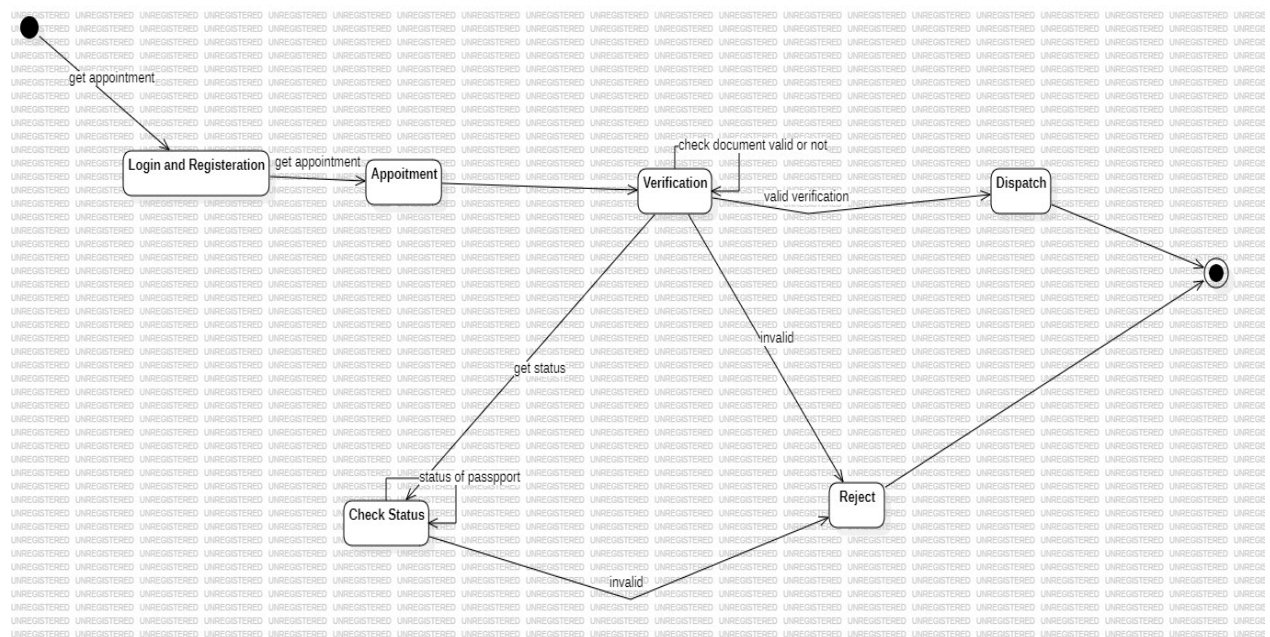 get appointment
Login and Registeration
get appointment
Appoitment
check document valid or not
Verification
valid verification
Dispatch
invalid
get status
status of passpport
Check Status
Reject
invalid
UNREGISTERED